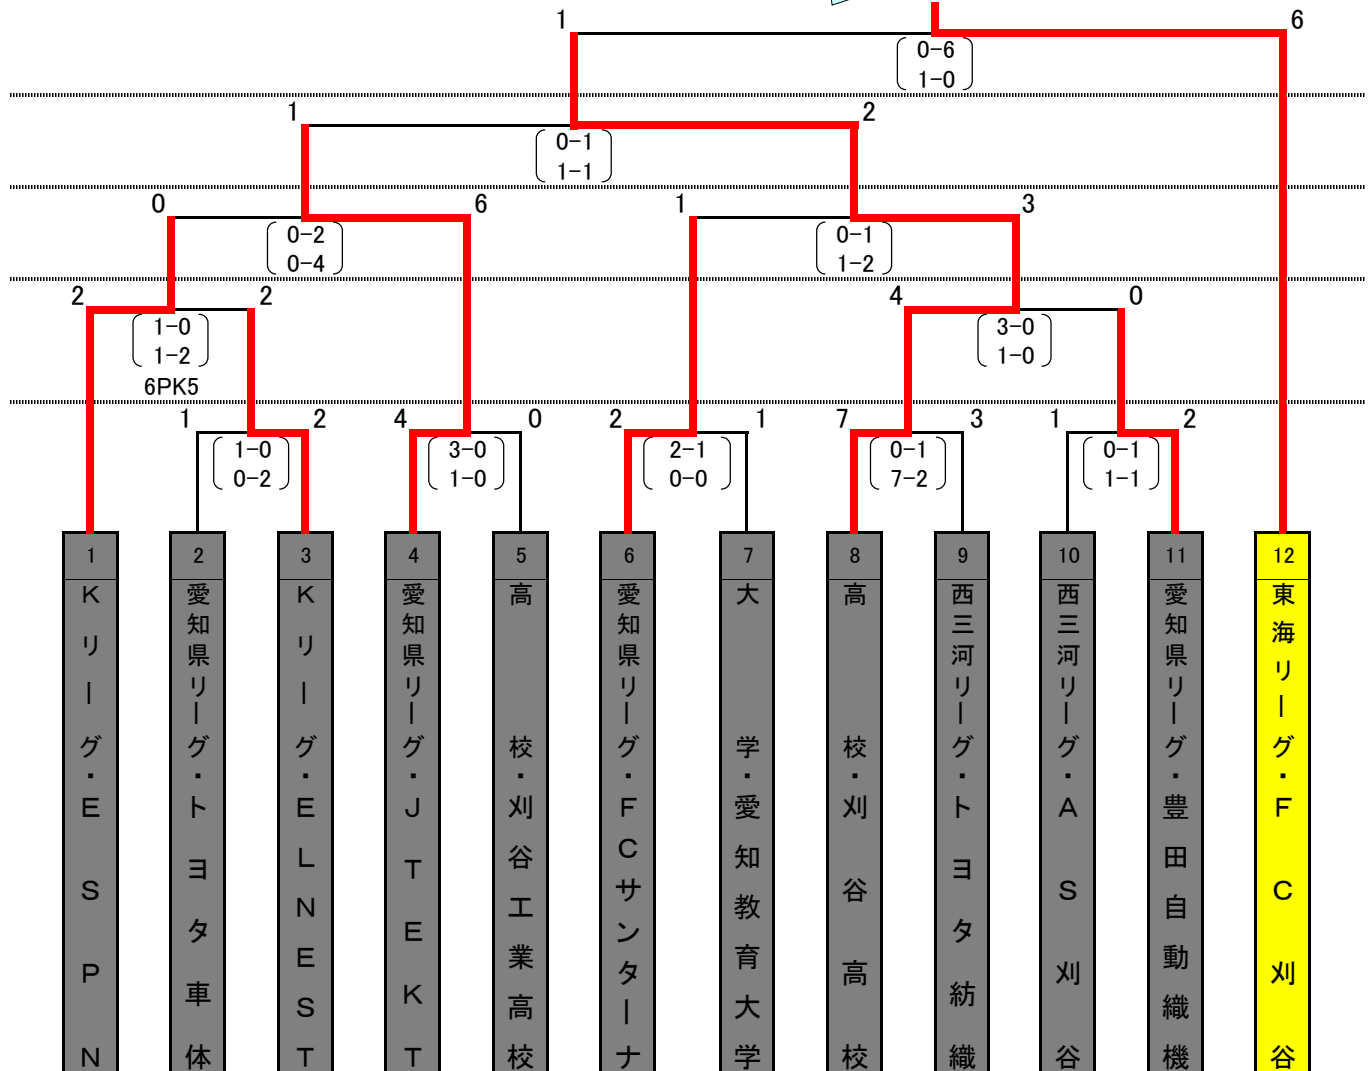 1 6
0-6
1-0
1 2
0-1
1-1
0 6 1 3
0-2 0-1
0-4 1-2
2 2 4 0
1-0 3-0
1-2 1-0
6PK5
1 2 4 0 2 1 7 3 1 2
1-0 3-0 2-1 0-1 0-1
0-2 1-0 0-0 7-2 1-1
1 2 3 4 5 6 7 8 9 10 11 12
Kリーグ・ESPN
愛知県リーグ・トヨタ車体
Kリーグ・ELNEST
愛知県リーグ・JTEKT
高校・刈谷工業高校
愛知県リーグ・FCサンターナ
大学・愛知教育大学
高校・刈谷高校
西三河リーグ・トヨタ紡織
西三河リーグ・AS刈谷
愛知県リーグ・豊田自動織機
東海リーグ・FC刈谷